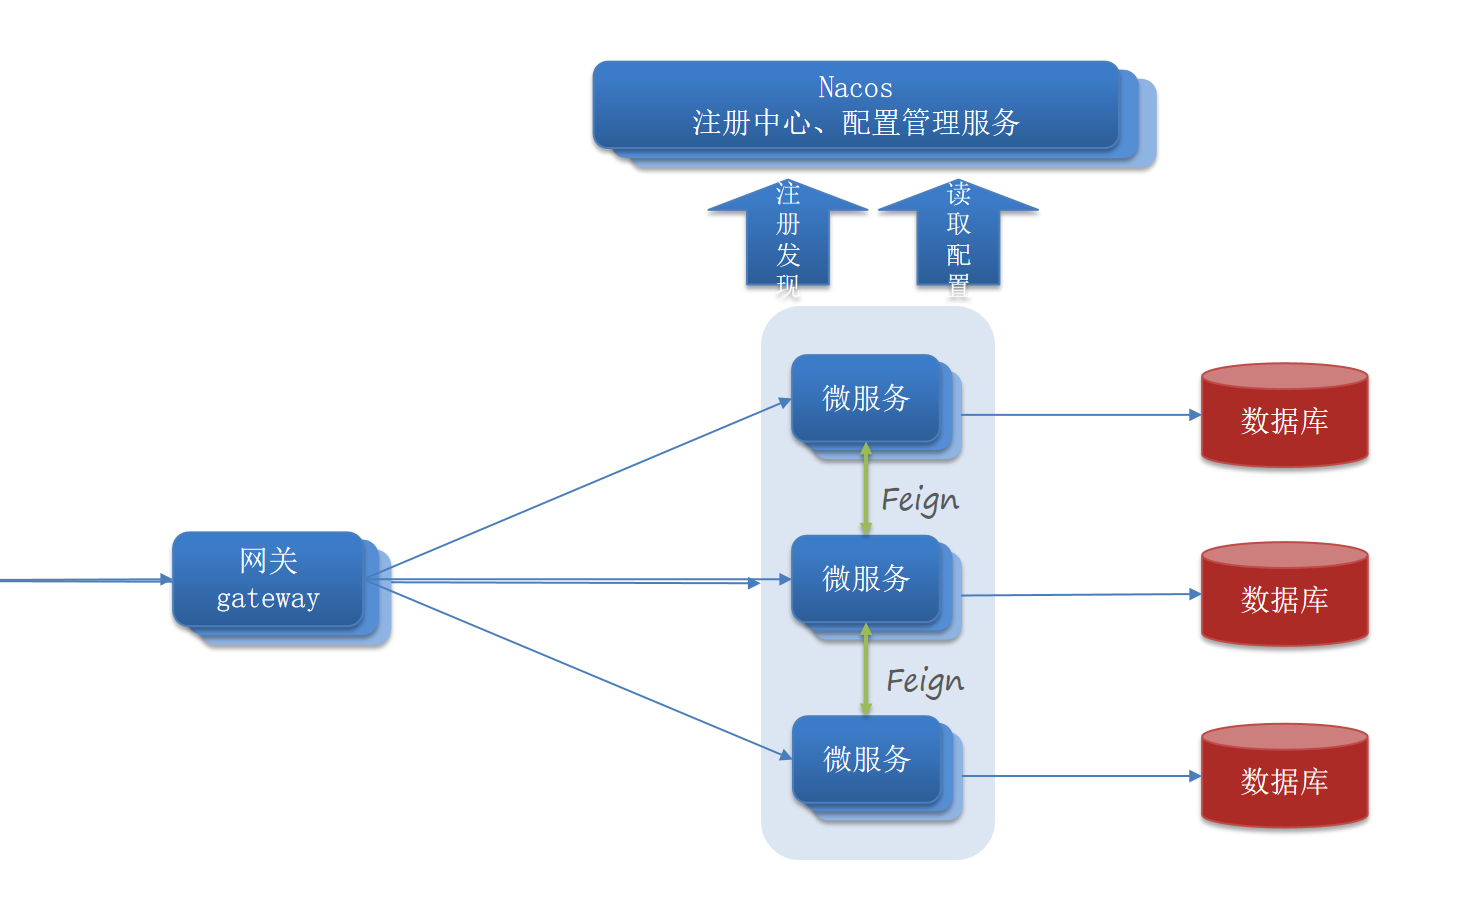 Nacos
注册中心、配置管理服务
注册发现
读取配置
微服务
数据库
Feign
网关
gateway
微服务
数据库
Feign
微服务
数据库